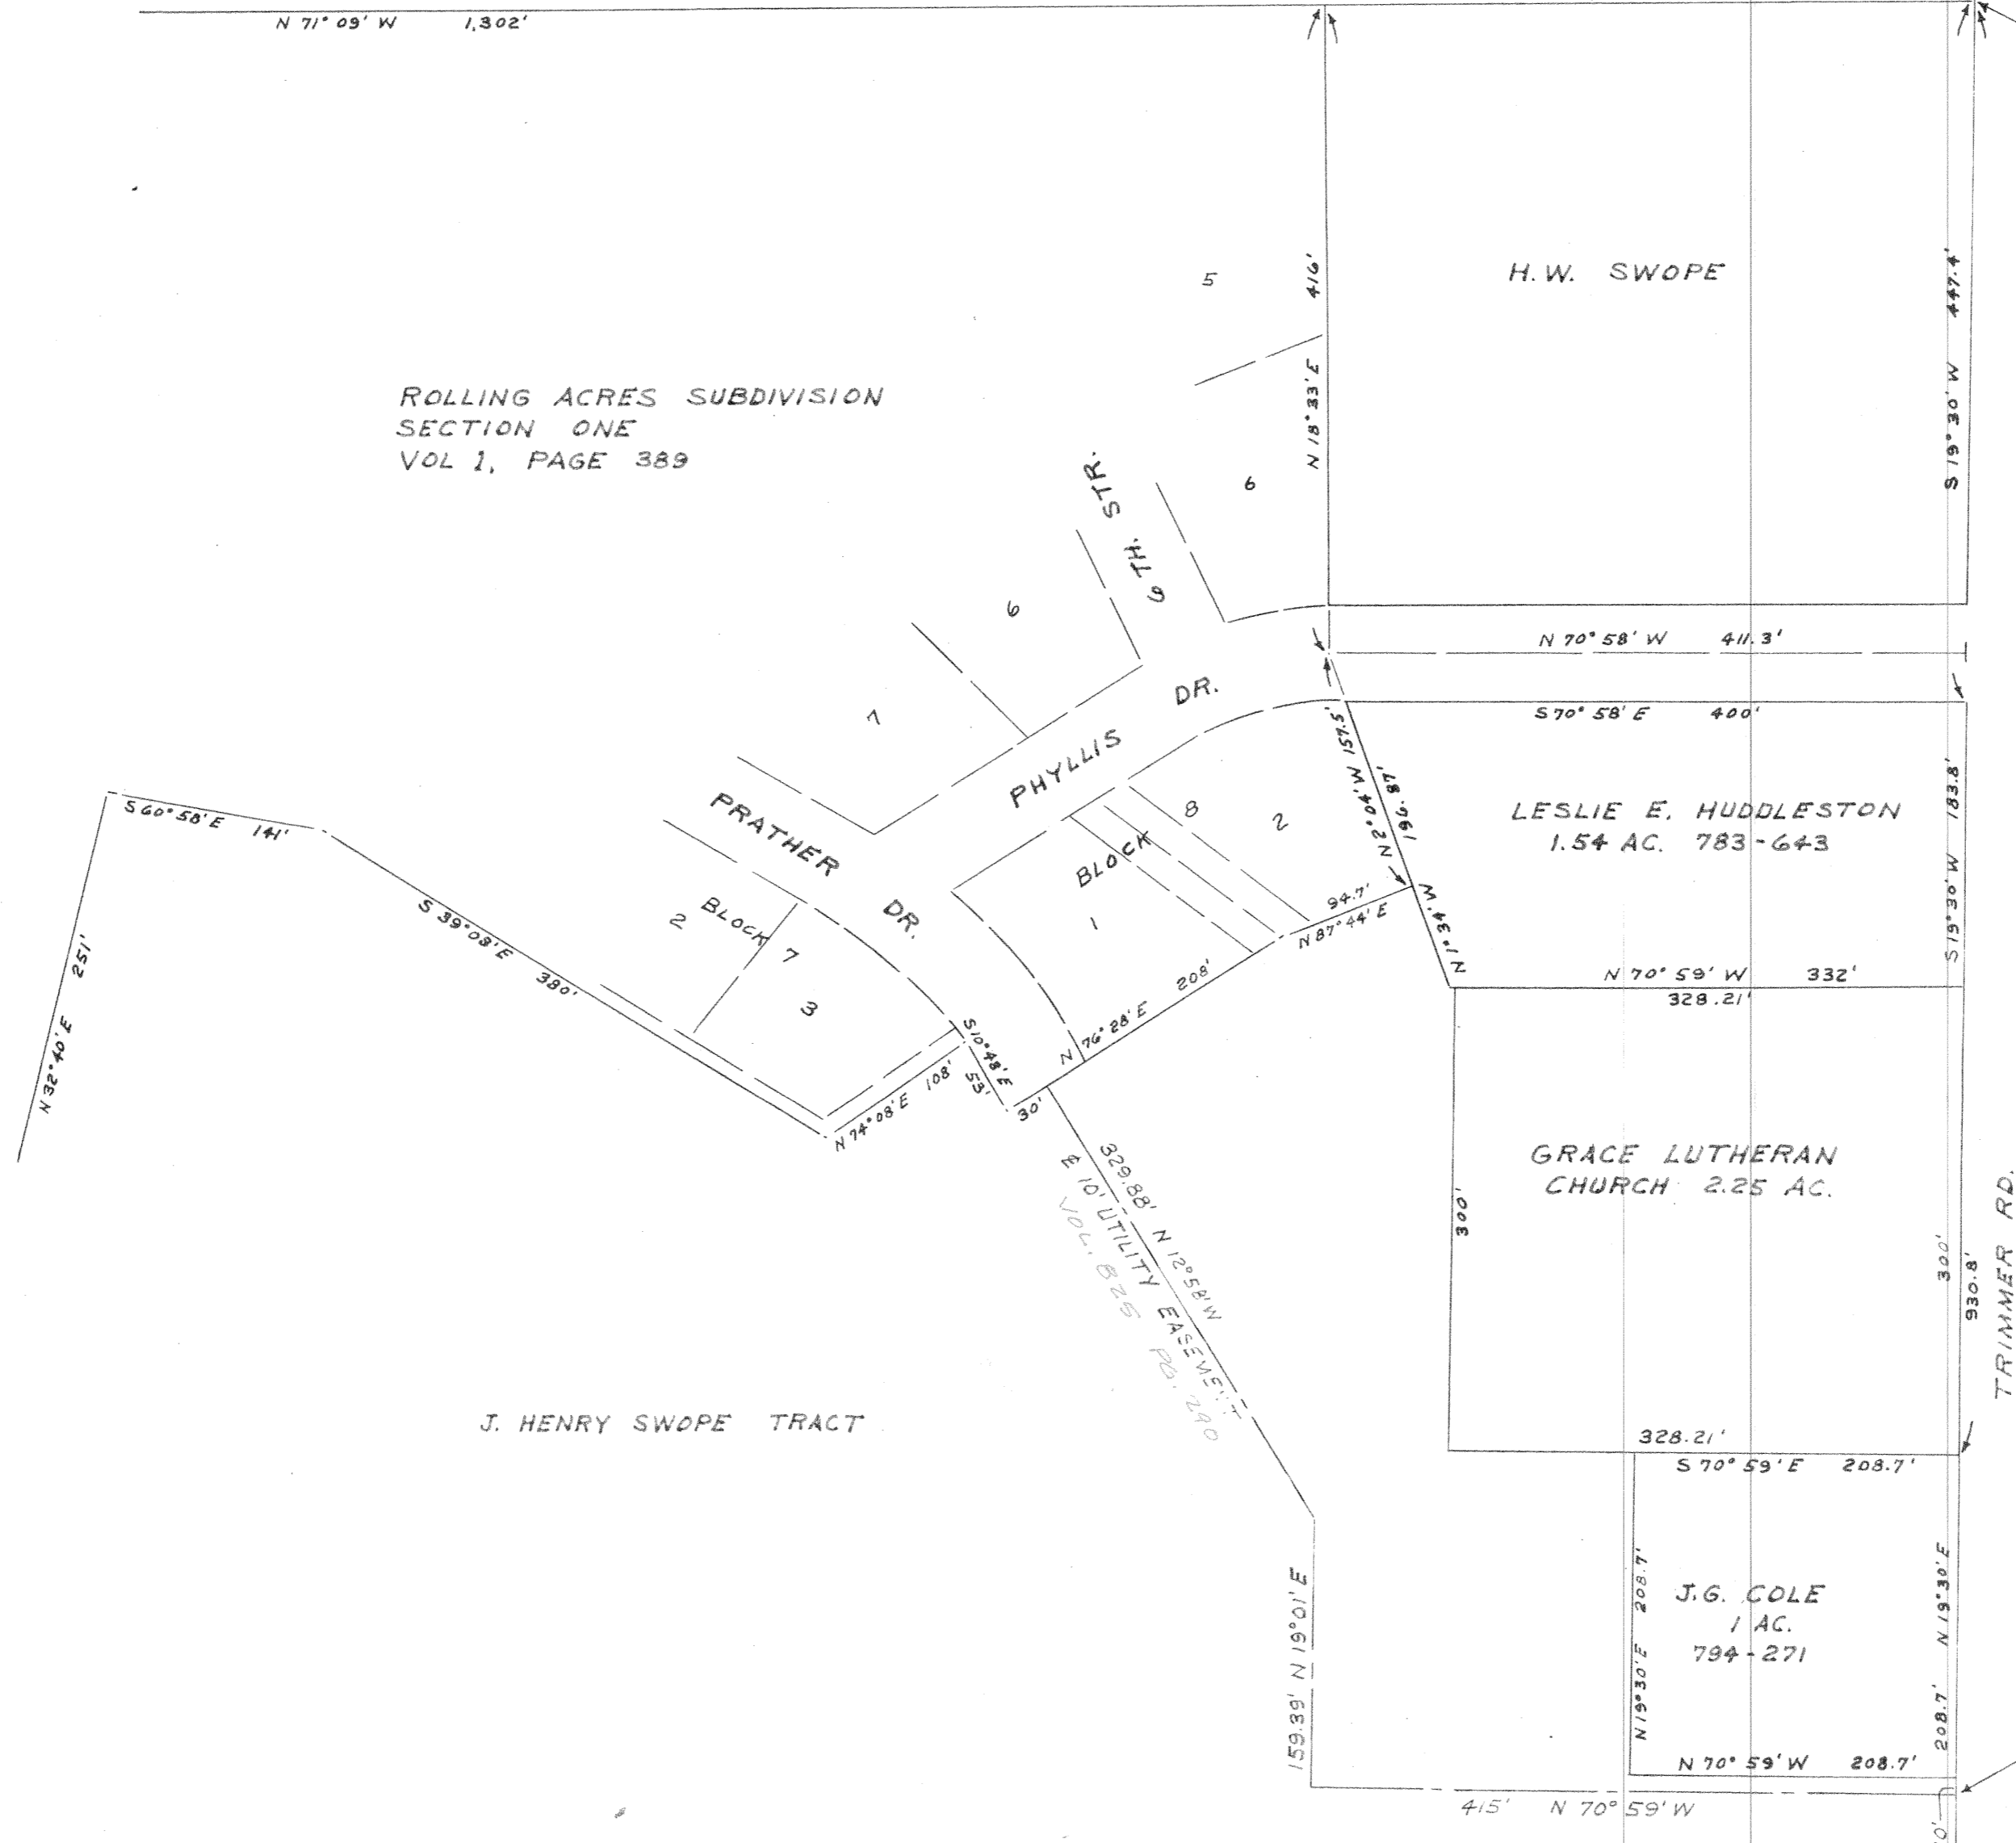 N 71° 09' W 1,302'
H.W. SWOPE
416'
N 18° 33' E
S 19° 30' W 447.4'
5
6
ROLLING ACRES SUBDIVISION
SECTION ONE
VOL 1, PAGE 389
6 TH. STR.
6
7
N 70° 58' W 411.3'
S 70° 58' E 400'
PHYLLIS DR.
PRATHER DR.
N 2° 04' W 157.5'
196.87'
N 1° 34' W
LESLIE E. HUDDLESTON
1.54 AC. 783-643
S 19° 30' W 183.8'
BLOCK 8
2
1
94.7'
N 87° 44' E
N 76° 28' E 208'
S 60° 58' E 141'
S 39° 08' E 380'
N 32° 40' E 251'
BLOCK 7
2
3
N 74° 08' E 108'
S 10° 48' E
53'
30'
N 70° 59' W 332'
328.21'
GRACE LUTHERAN
CHURCH 2.25 AC.
300'
300'
930.8'
TRIMMER RD.
329.88' N 12° 58' W
℄ 10' UTILITY EASEMENT
VOL. 825 PG. 290
J. HENRY SWOPE TRACT
328.21'
S 70° 59' E 208.7'
J.G. COLE
1 AC.
794-271
N 19° 30' E 208.7'
208.7' N 19° 30' E
N 70° 59' W 208.7'
159.39' N 19° 01' E
415' N 70° 59' W